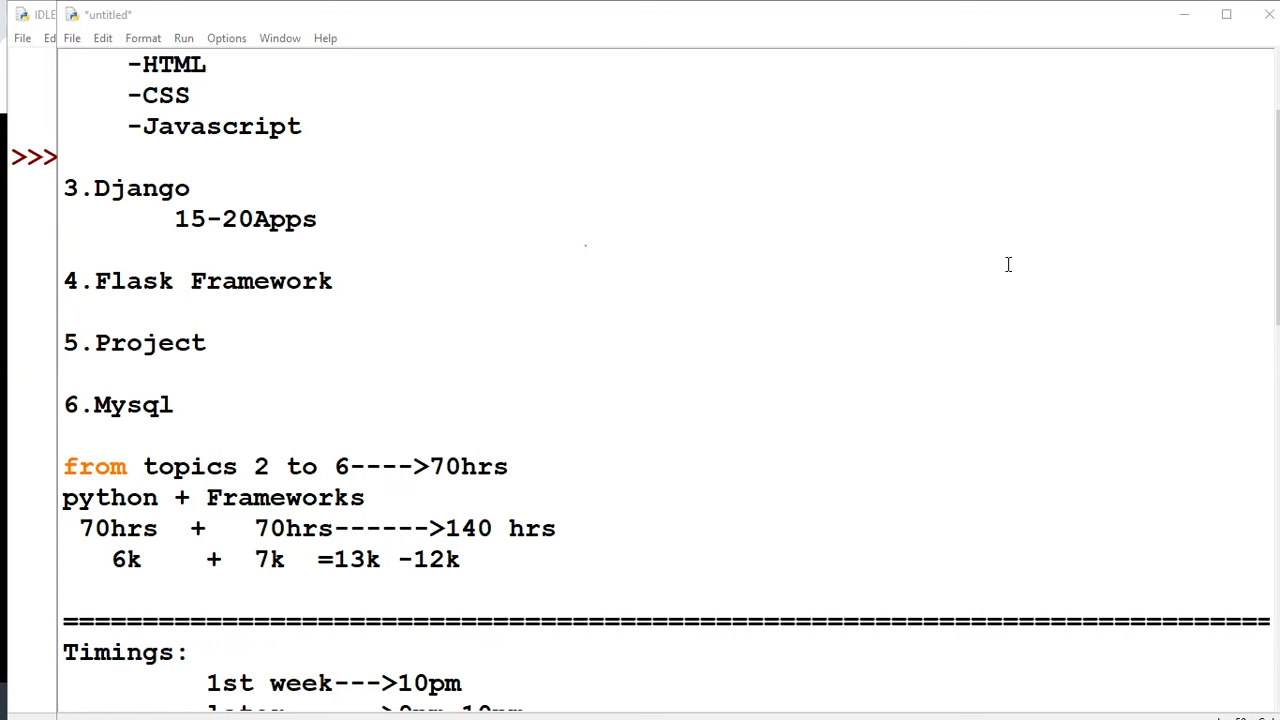 IDLE *untitled*
File Ed File Edit Format Run Options Window Help
-HTML
-CSS
-Javascript
>>>
3.Django
15-20Apps
4.Flask Framework
5.Project
6.Mysql
from topics 2 to 6---->70hrs
python + Frameworks
70hrs + 70hrs------>140 hrs
6k + 7k =13k -12k
============================================================================
Timings:
1st week--->10pm